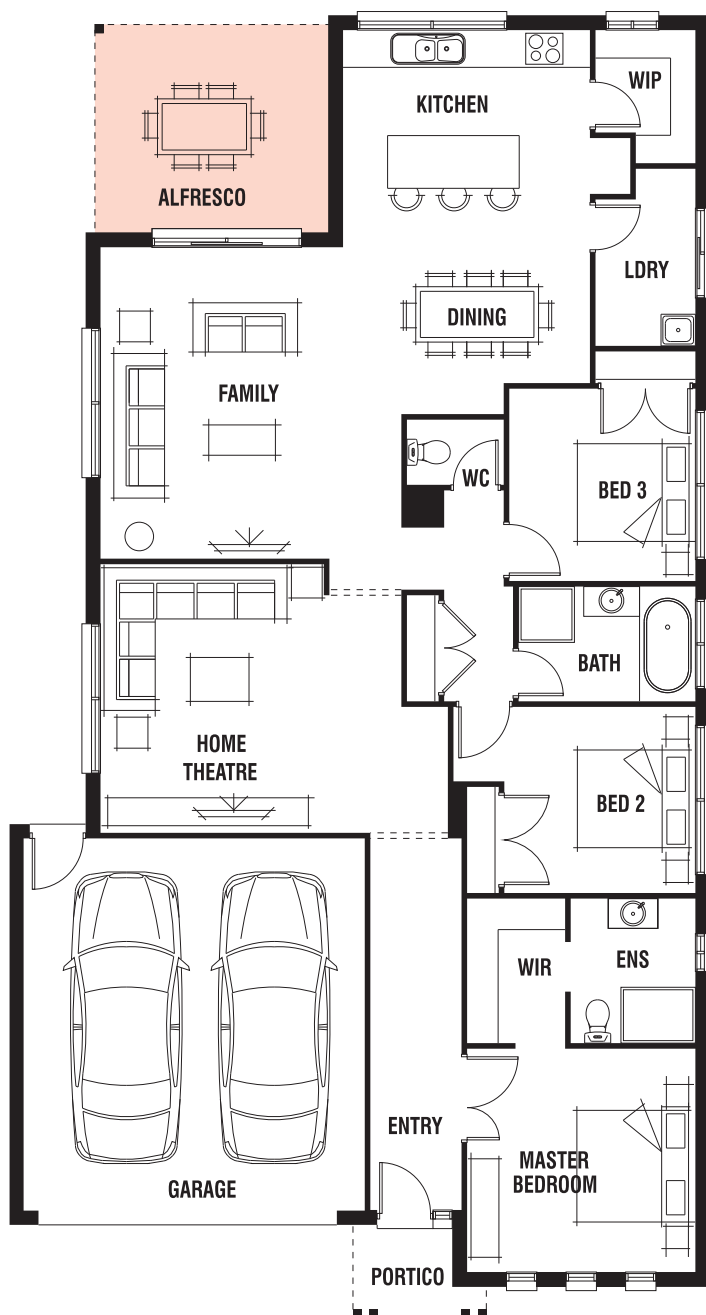 WIP
KITCHEN
ALFRESCO
LDRY
DINING
FAMILY
WC
BED 3
BATH
HOME
THEATRE
BED 2
WIR
ENS
ENTRY
MASTER
BEDROOM
GARAGE
PORTICO